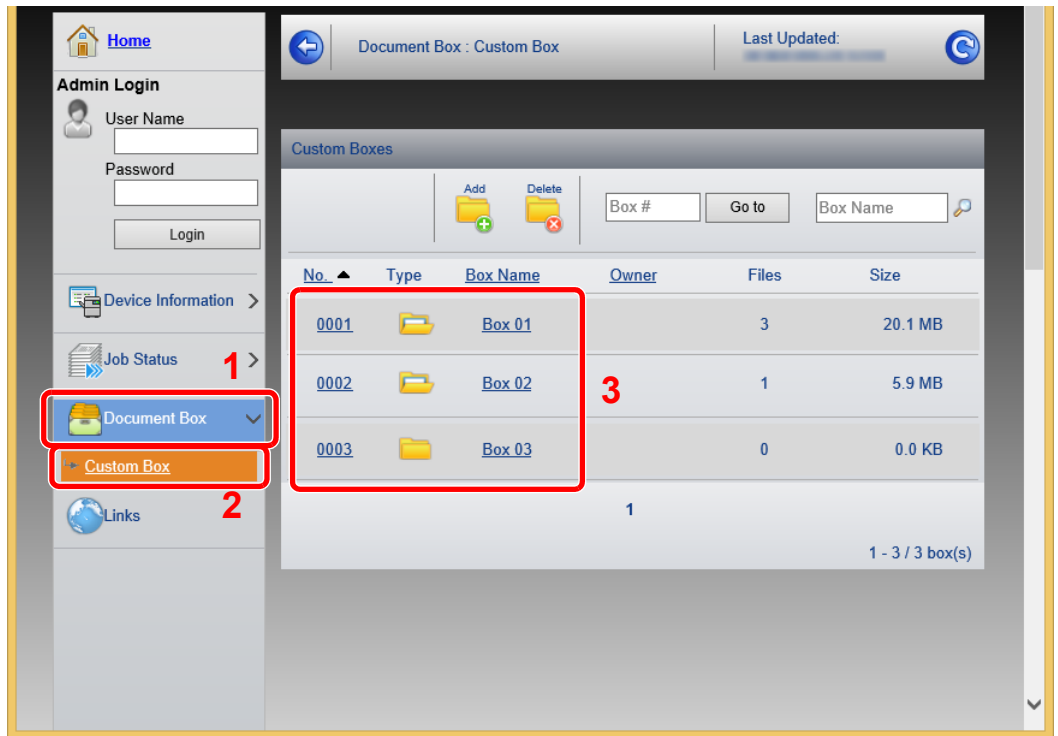 Home
Document Box : Custom Box
Last Updated:
Admin Login
User Name
Password
Login
Device Information
Job Status
1
Document Box
Custom Box
2
Links
Custom Boxes
Add Delete
Box # Go to Box Name
No. Type Box Name Owner Files Size
0001 Box 01 3 20.1 MB
0002 Box 02 3 1 5.9 MB
0003 Box 03 0 0.0 KB
1
1 - 3 / 3 box(s)